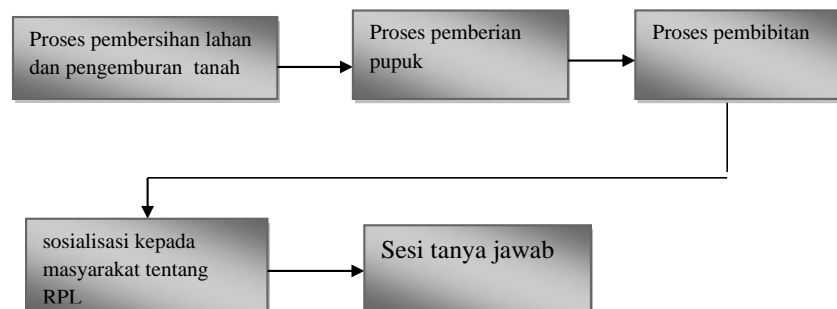 Proses pembersihan lahan
dan pengemburan tanah
Proses pemberian
pupuk
Proses pembibitan
sosialisasi kepada
masyarakat tentang
RPL
Sesi tanya jawab